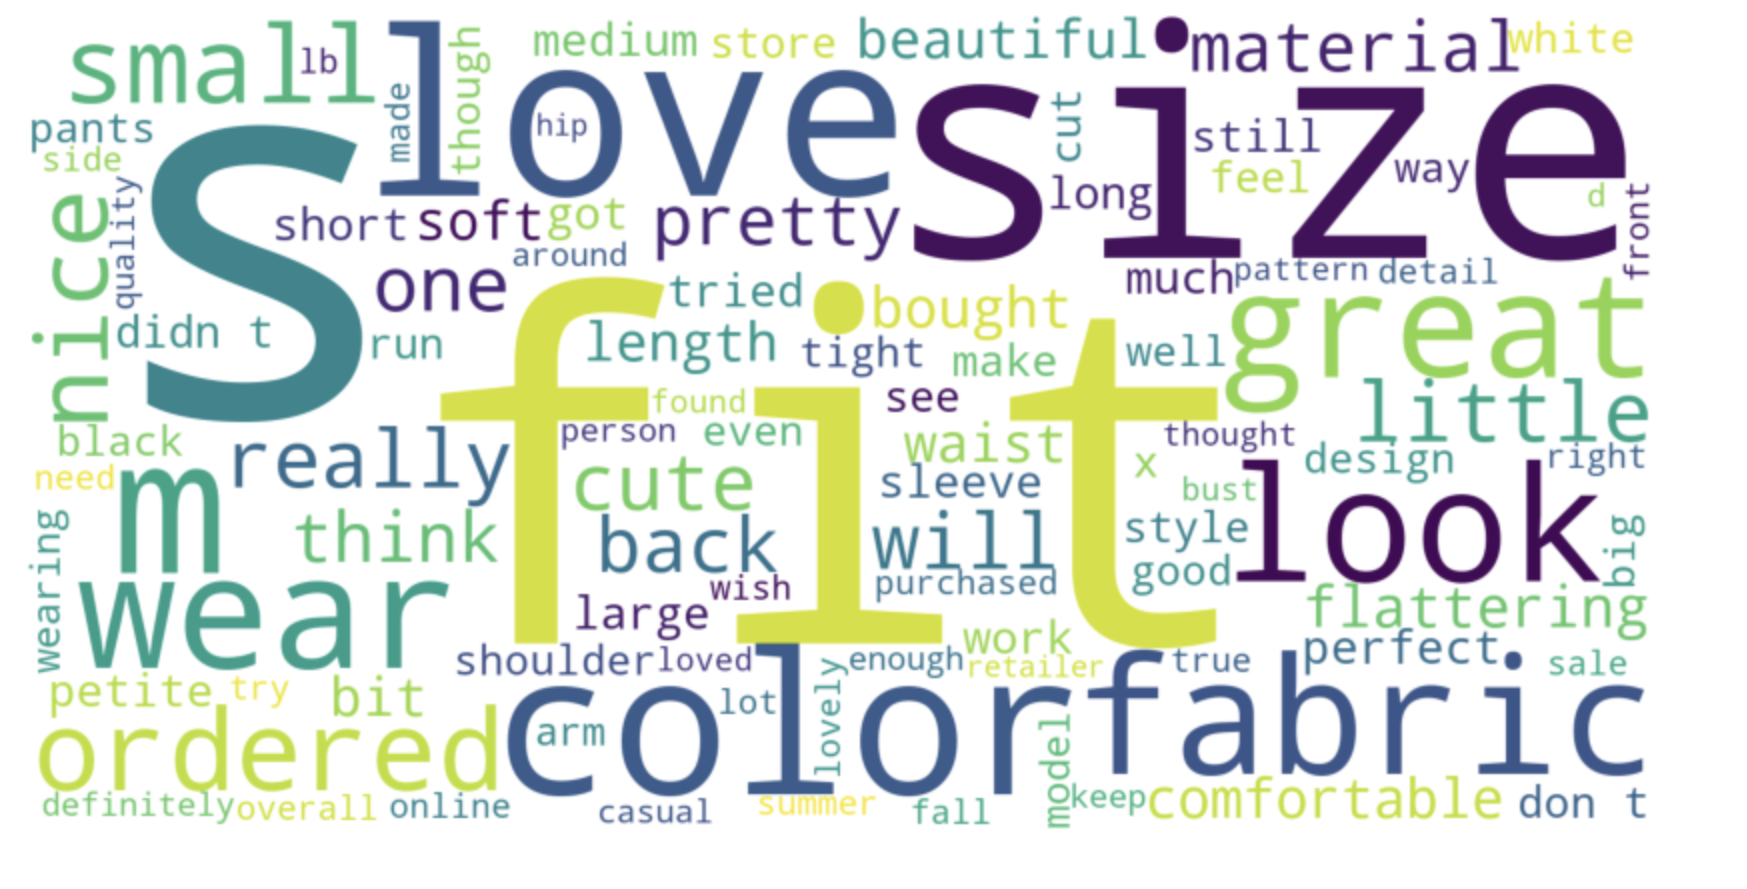 small
lb
love
made
though
medium
store
beautiful
material
white
pants
side
hip
size
cut
still
feel
way
long
d
front
nice
quality
s
short
soft
got
pretty
around
one
much
pattern
detail
tried
bought
great
didn t
run
length
tight
make
well
fit
found
see
little
black
really
person
even
waist
thought
design
right
need
m
cute
sleeve
x
bust
look
think
back
will
style
big
wearing
wear
wish
purchased
good
large
work
flattering
shoulder
loved
enough
retailer
true
perfect
sale
petite
try
bit
color
lot
lovely
fabric
ordered
arm
model
definitely
overall
online
casual
summer
fall
keep
comfortable
don t